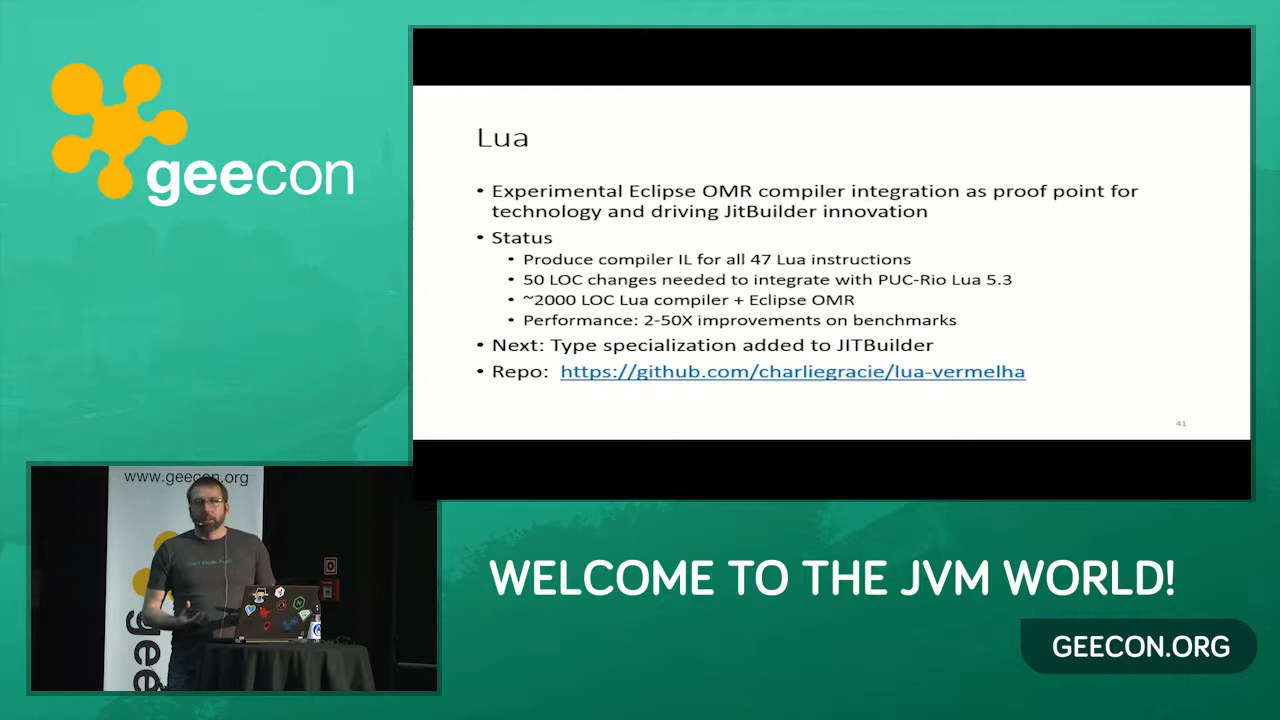 geecon
Lua
• Experimental Eclipse OMR compiler integration as proof point for
technology and driving JitBuilder innovation
• Status
• Produce compiler IL for all 47 Lua instructions
• 50 LOC changes needed to integrate with PUC-Rio Lua 5.3
• ~2000 LOC Lua compiler + Eclipse OMR
• Performance: 2-50X improvements on benchmarks
• Next: Type specialization added to JITBuilder
• Repo: https://github.com/charliegracie/lua-vermelha
41
www.geecon.org
gee
WELCOME TO THE JVM WORLD!
GEECON.ORG